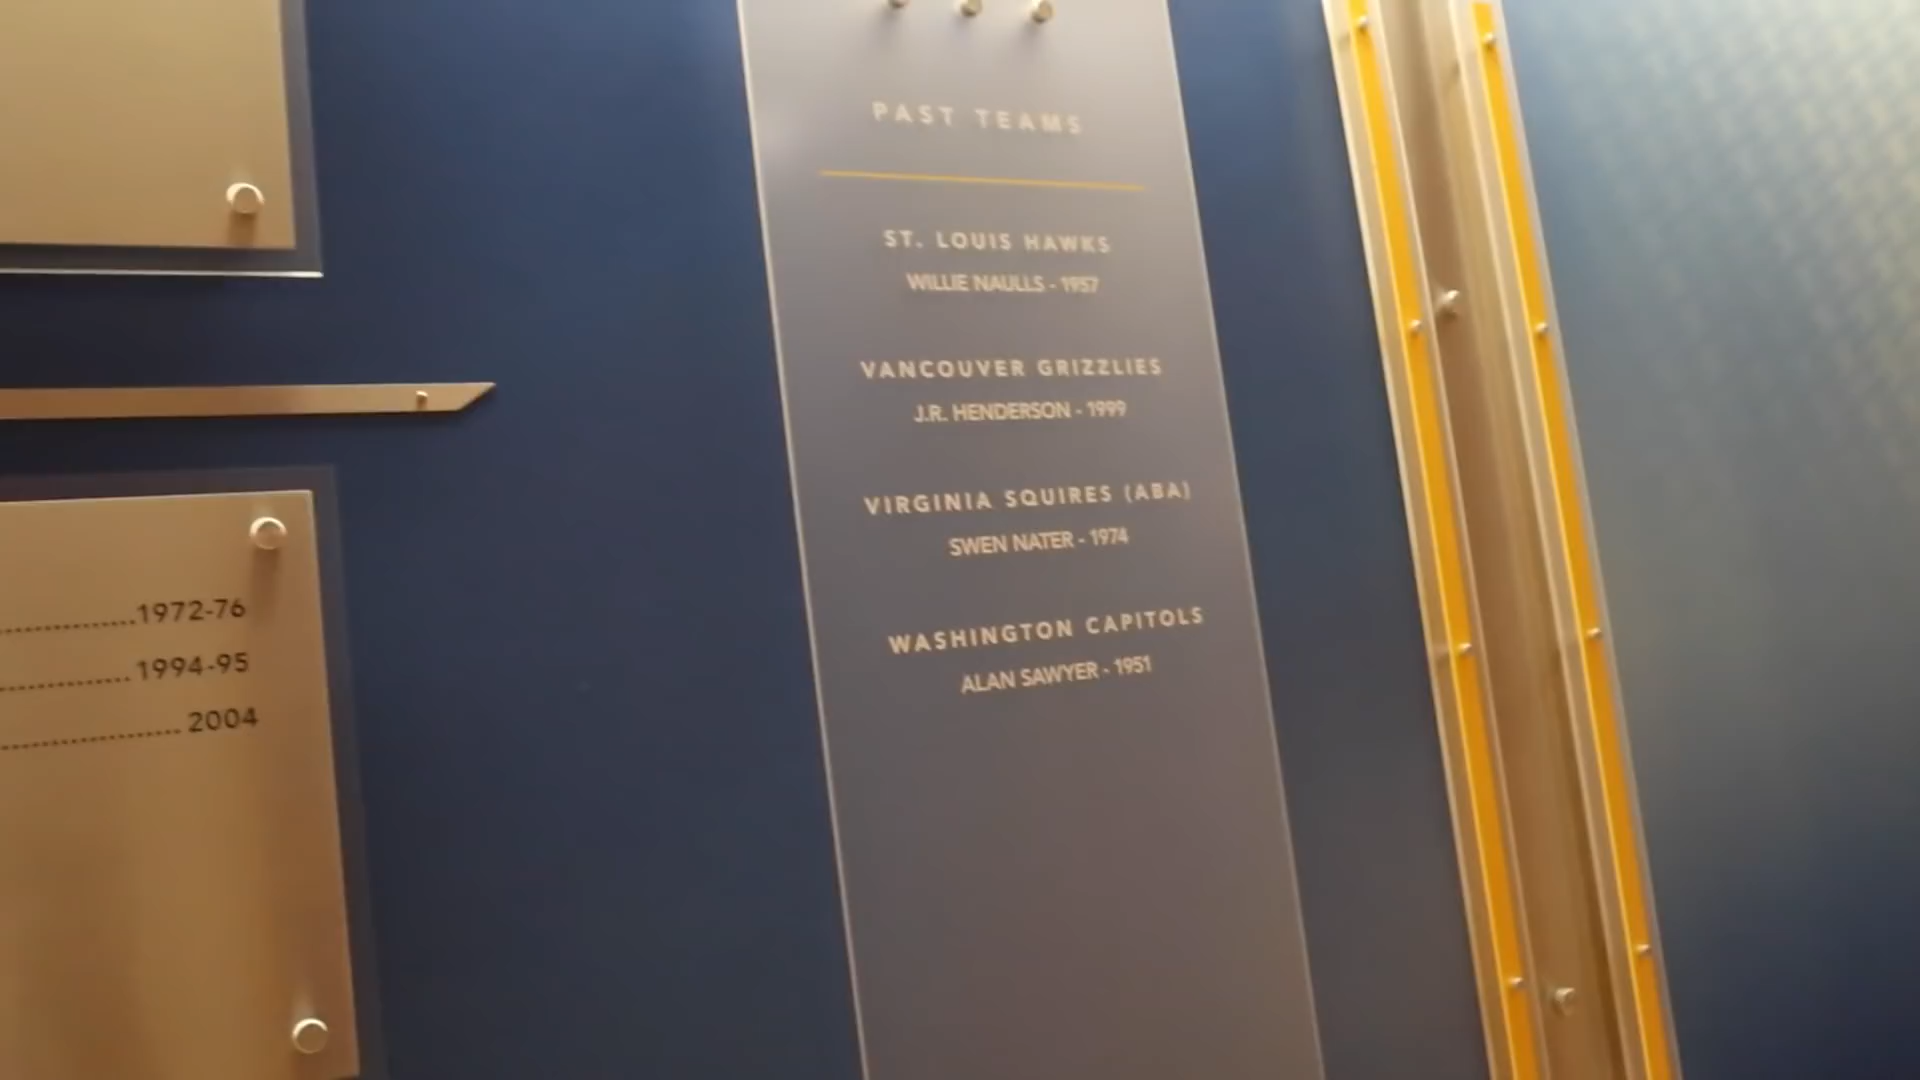 PAST TEAMS
ST. LOUIS HAWKS
WILLIE NAULLS - 1957
VANCOUVER GRIZZLIES
J.R. HENDERSON - 1999
VIRGINIA SQUIRES (ABA)
SWEN NATER - 1974
WASHINGTON CAPITOLS
ALAN SAWYER - 1951
..................1972-76
.................. 1994-95
........................ 2004